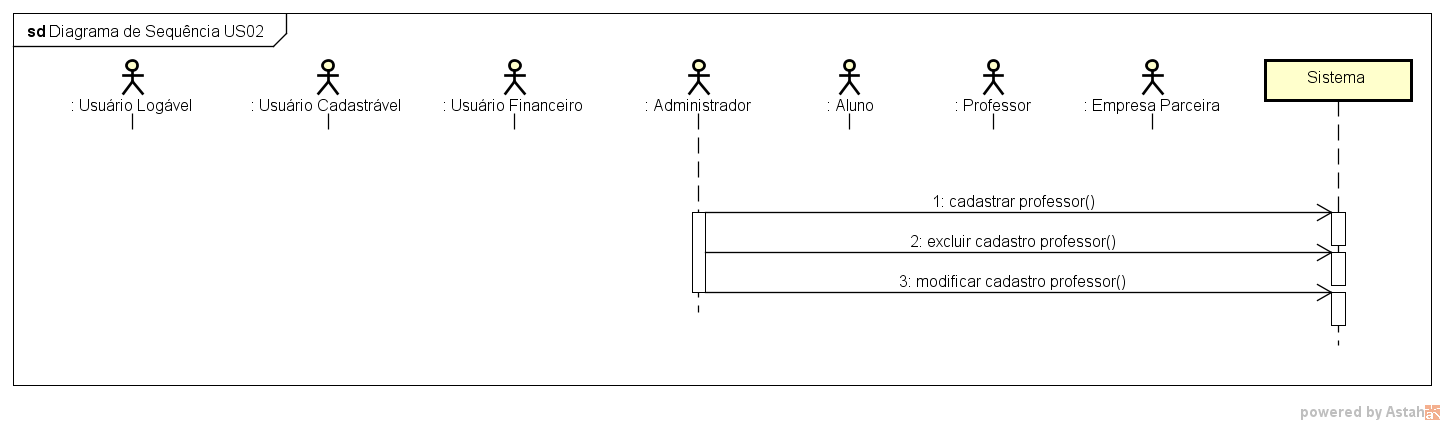 sd Diagrama de Sequência US02
: Usuário Logável
: Usuário Cadastrável
: Usuário Financeiro
: Administrador
: Aluno
: Professor
: Empresa Parceira
Sistema
1: cadastrar professor()
2: excluir cadastro professor()
3: modificar cadastro professor()
powered by Astah